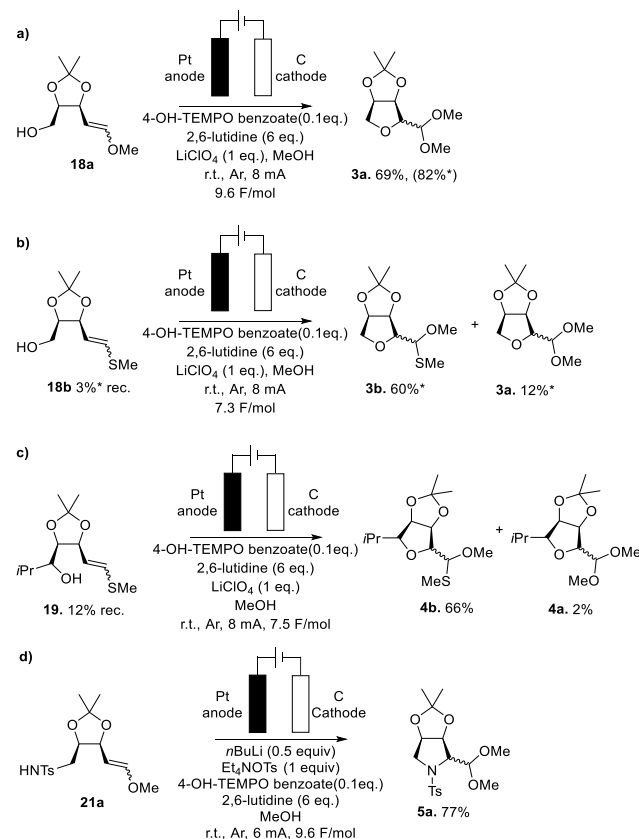 a)
Pt
anode
C
cathode
O
O
HO
OMe
18a
4-OH-TEMPO benzoate(0.1eq.)
2,6-lutidine (6 eq.)
LiClO4 (1 eq.), MeOH
r.t., Ar, 8 mA
9.6 F/mol
O
O
O
OMe
OMe
3a. 69%, (82%*)
b)
Pt
anode
C
cathode
O
O
HO
SMe
18b 3%* rec.
4-OH-TEMPO benzoate(0.1eq.)
2,6-lutidine (6 eq.)
LiClO4 (1 eq.), MeOH
r.t., Ar, 8 mA
7.3 F/mol
O
O
O
OMe
SMe
3b. 60%*
+
O
O
O
OMe
OMe
3a. 12%*
c)
Pt
anode
C
cathode
O
O
iPr
OH
SMe
19. 12% rec.
4-OH-TEMPO benzoate(0.1eq.)
2,6-lutidine (6 eq.)
LiClO4 (1 eq.)
MeOH
r.t., Ar, 8 mA, 7.5 F/mol
O
O
iPr
O
OMe
MeS
4b. 66%
+
O
O
iPr
O
OMe
MeO
4a. 2%
d)
Pt
anode
C
Cathode
O
O
HNTs
OMe
21a
nBuLi (0.5 equiv)
Et4NOTs (1 equiv)
4-OH-TEMPO benzoate(0.1eq.)
2,6-lutidine (6 eq.)
MeOH
r.t., Ar, 6 mA, 9.6 F/mol
O
O
N
Ts
OMe
OMe
5a. 77%